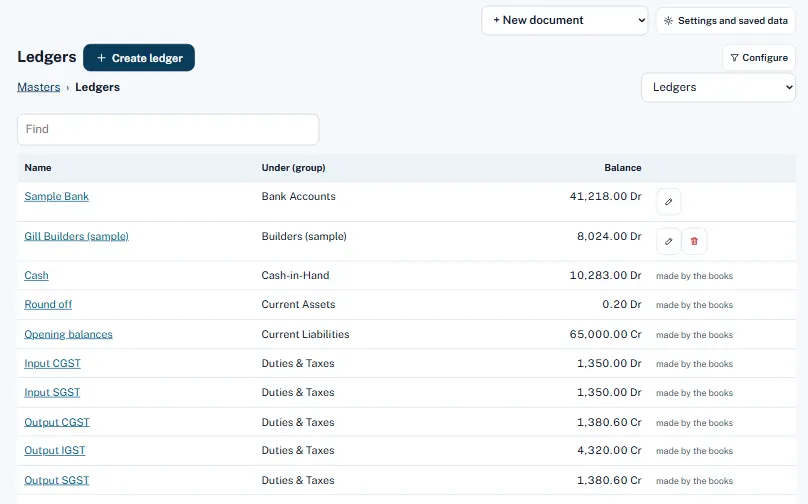 + New document
Settings and saved data
Ledgers
+ Create ledger
Configure
Masters › Ledgers
Ledgers
Find
Name Under (group) Balance
Sample Bank Bank Accounts 41,218.00 Dr
Gill Builders (sample) Builders (sample) 8,024.00 Dr
Cash Cash-in-Hand 10,283.00 Dr made by the books
Round off Current Assets 0.20 Dr made by the books
Opening balances Current Liabilities 65,000.00 Cr made by the books
Input CGST Duties & Taxes 1,350.00 Dr made by the books
Input SGST Duties & Taxes 1,350.00 Dr made by the books
Output CGST Duties & Taxes 1,380.60 Cr made by the books
Output IGST Duties & Taxes 4,320.00 Cr made by the books
Output SGST Duties & Taxes 1,380.60 Cr made by the books